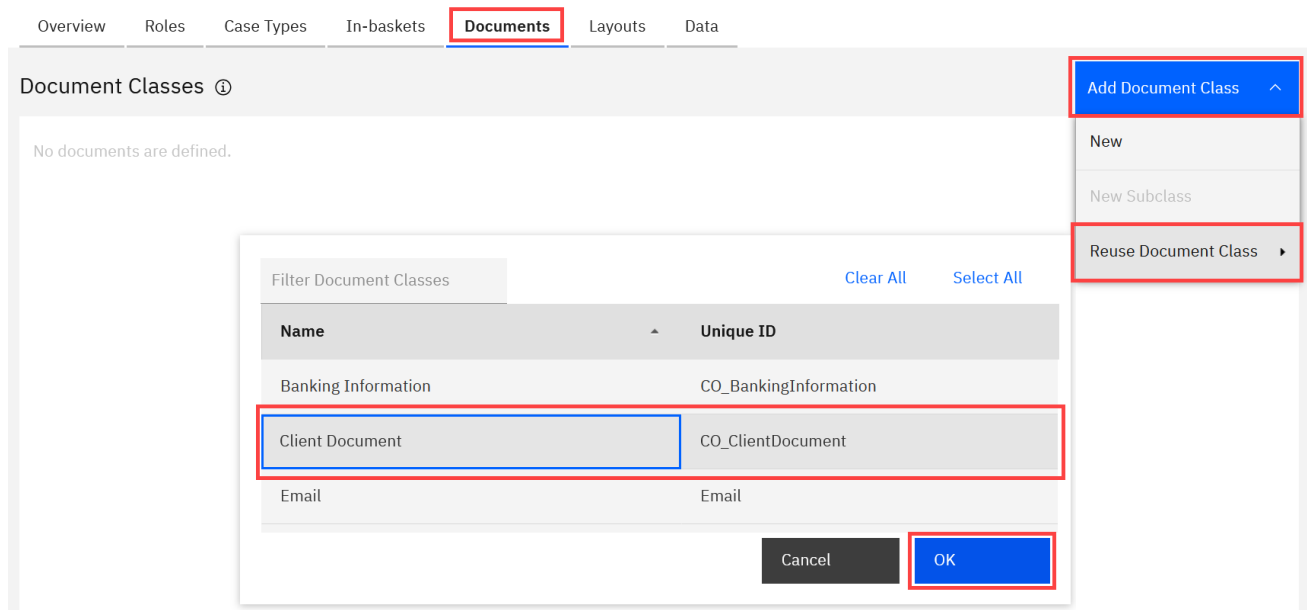 Overview Roles Case Types In-baskets Documents Layouts Data
Document Classes
Add Document Class
No documents are defined.
New
New Subclass
Reuse Document Class
Filter Document Classes Clear All Select All
Name Unique ID
Banking Information CO_BankingInformation
Client Document CO_ClientDocument
Email Email
Cancel OK